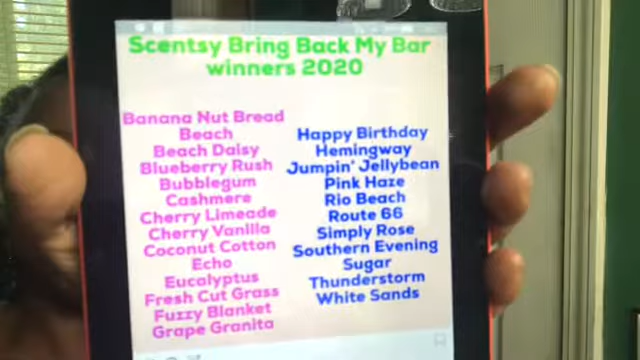 Scentsy Bring Back My Bar
winners 2020
Banana Nut Bread
Beach
Beach Daisy
Blueberry Rush
Bubblegum
Cashmere
Cherry Limeade
Cherry Vanilla
Coconut Cotton
Echo
Eucalyptus
Fresh Cut Grass
Fuzzy Blanket
Grape Granita
Happy Birthday
Hemingway
Jumpin' Jellybean
Pink Haze
Rio Beach
Route 66
Simply Rose
Southern Evening
Sugar
Thunderstorm
White Sands